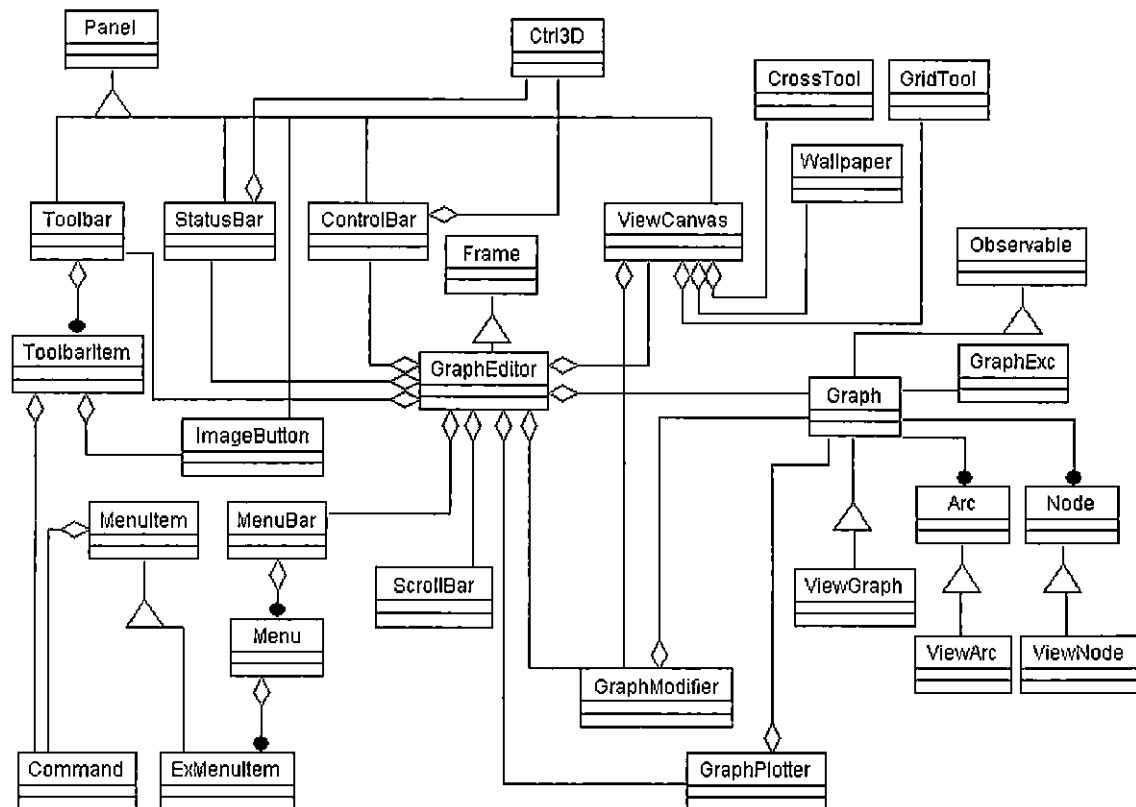 Panel
Ctrl3D
CrossTool
GridTool
Wallpaper
Toolbar
StatusBar
ControlBar
ViewCanvas
Frame
Observable
ToolbarItem
GraphEditor
GraphExc
Graph
ImageButton
MenuItem
MenuBar
Arc
Node
ScrollBar
ViewGraph
Menu
GraphModifier
ViewArc
ViewNode
Command
ExMenuItem
GraphPlotter